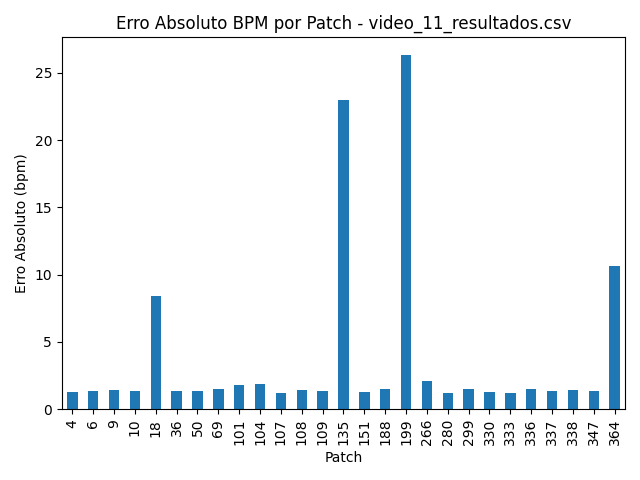 Erro Absoluto BPM por Patch - video_11_resultados.csv
Erro Absoluto (bpm)
25
20
15
10
5
0
4 6 9 10 18 36 50 69 101 104 107 108 109 135 151 188 199 266 280 299 330 333 336 337 338 347 364
Patch